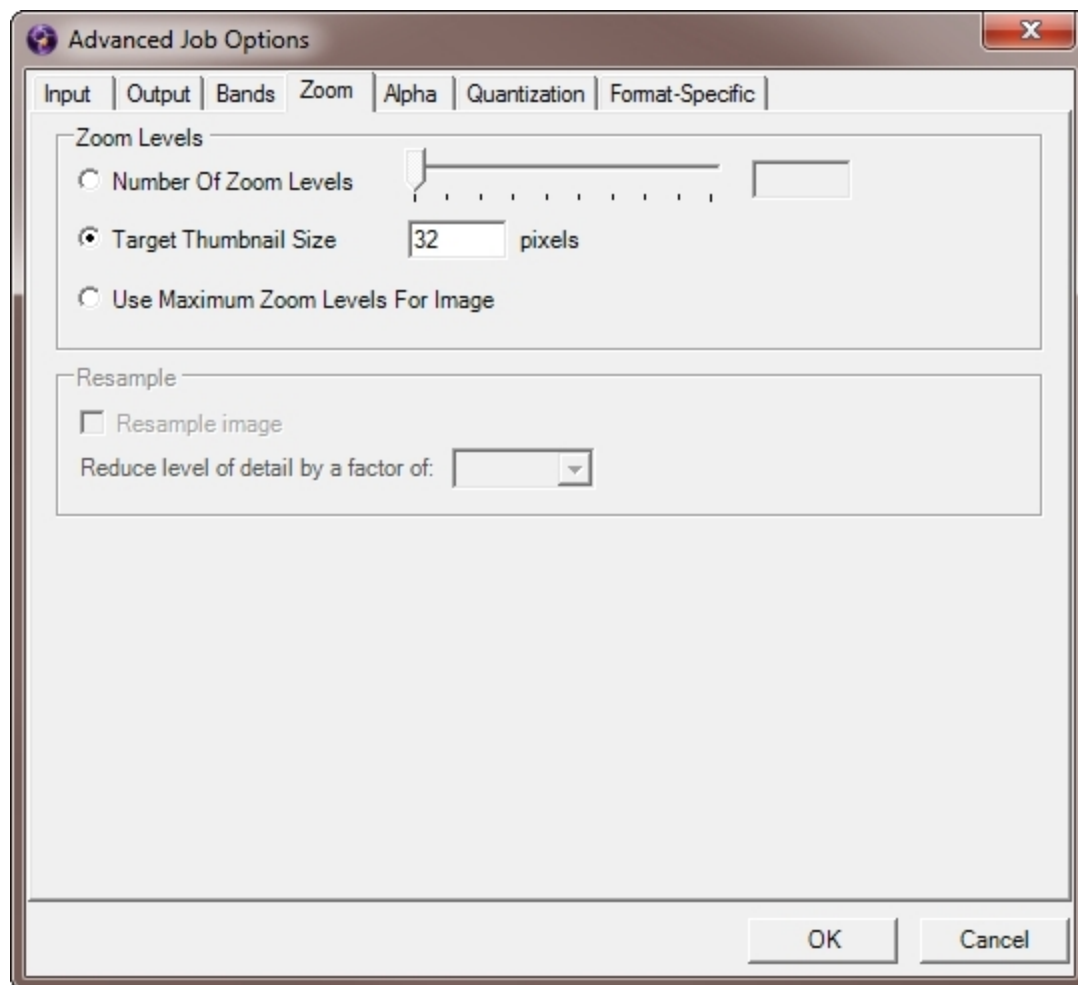 Advanced Job Options
Input Output Bands Zoom Alpha Quantization Format-Specific
Zoom Levels
Number Of Zoom Levels
Target Thumbnail Size 32 pixels
Use Maximum Zoom Levels For Image
Resample
Resample image
Reduce level of detail by a factor of:
OK Cancel